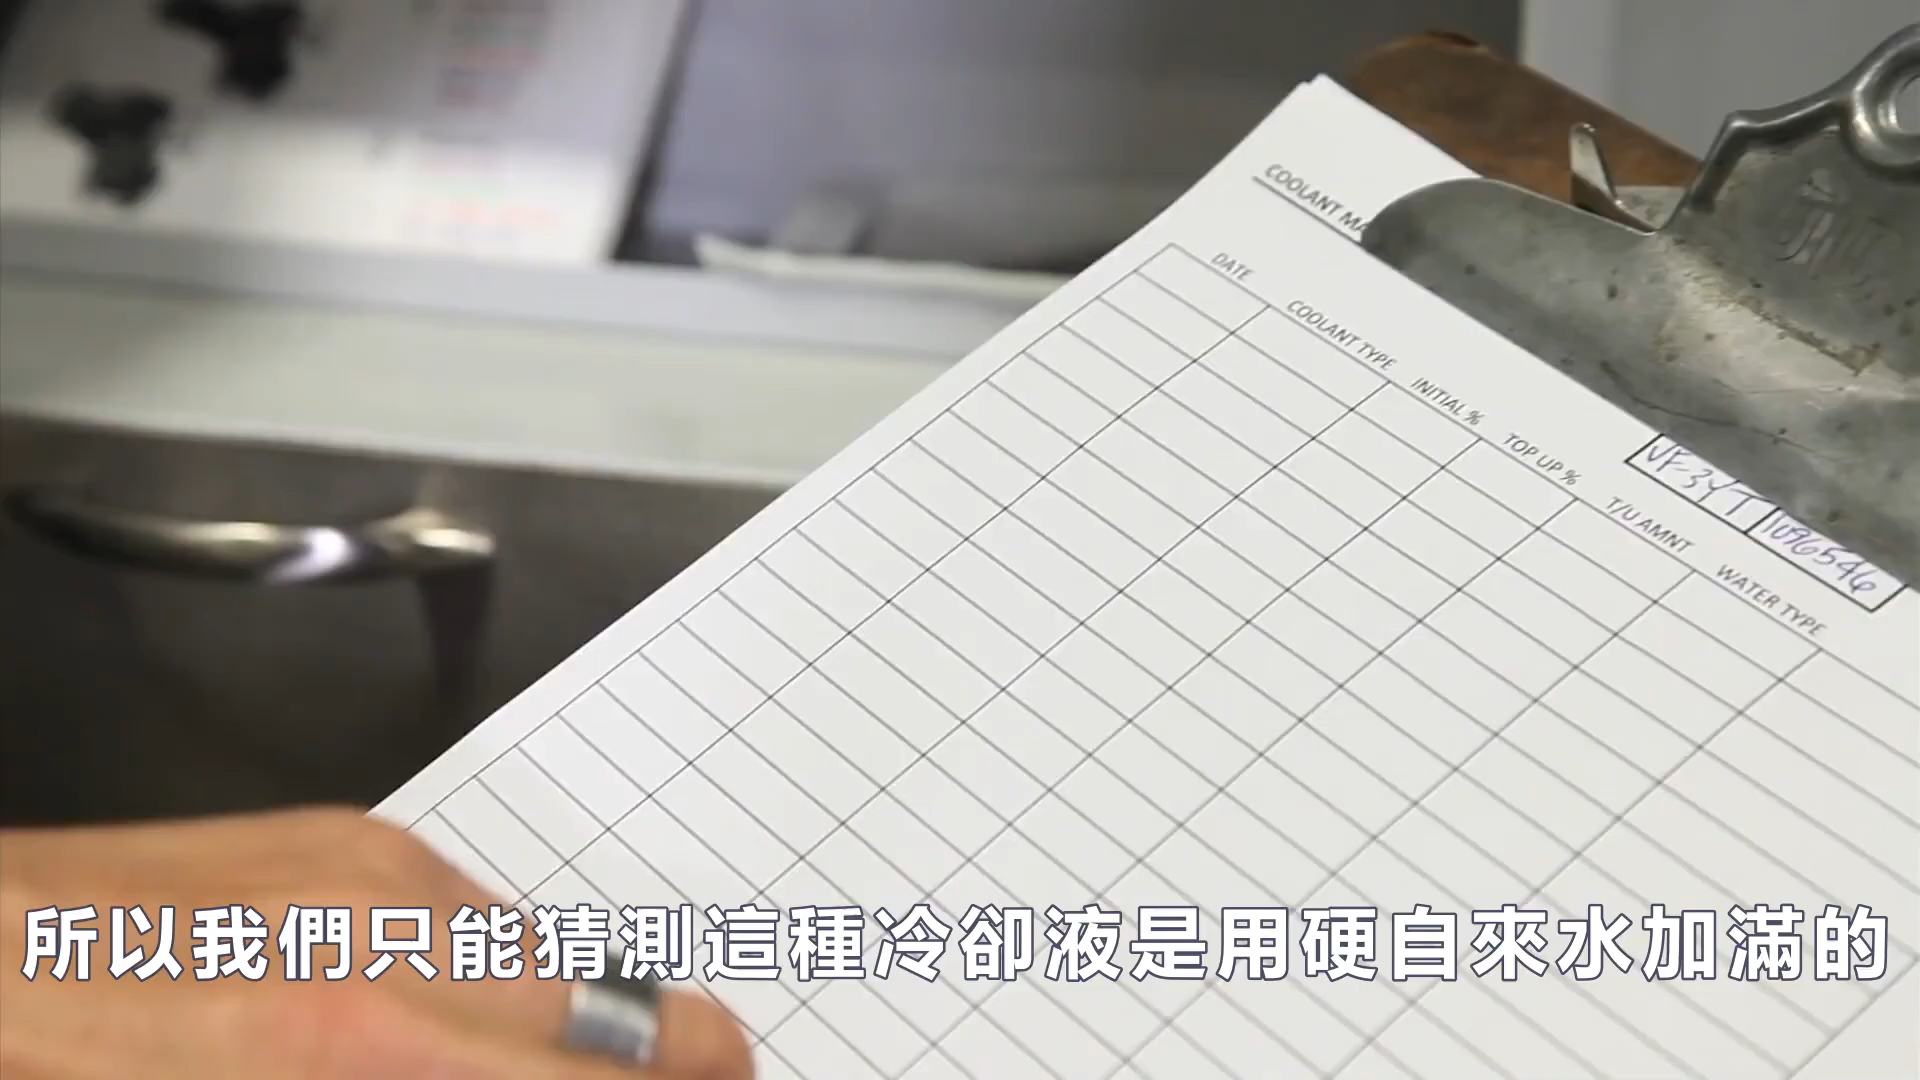 COOLANT MA
DATE
COOLANT TYPE
INITIAL %
TOP UP %
T/U AMNT
WATER TYPE
VF-3YT
1096546
所以我們只能猜測這種冷卻液是用硬自來水加滿的